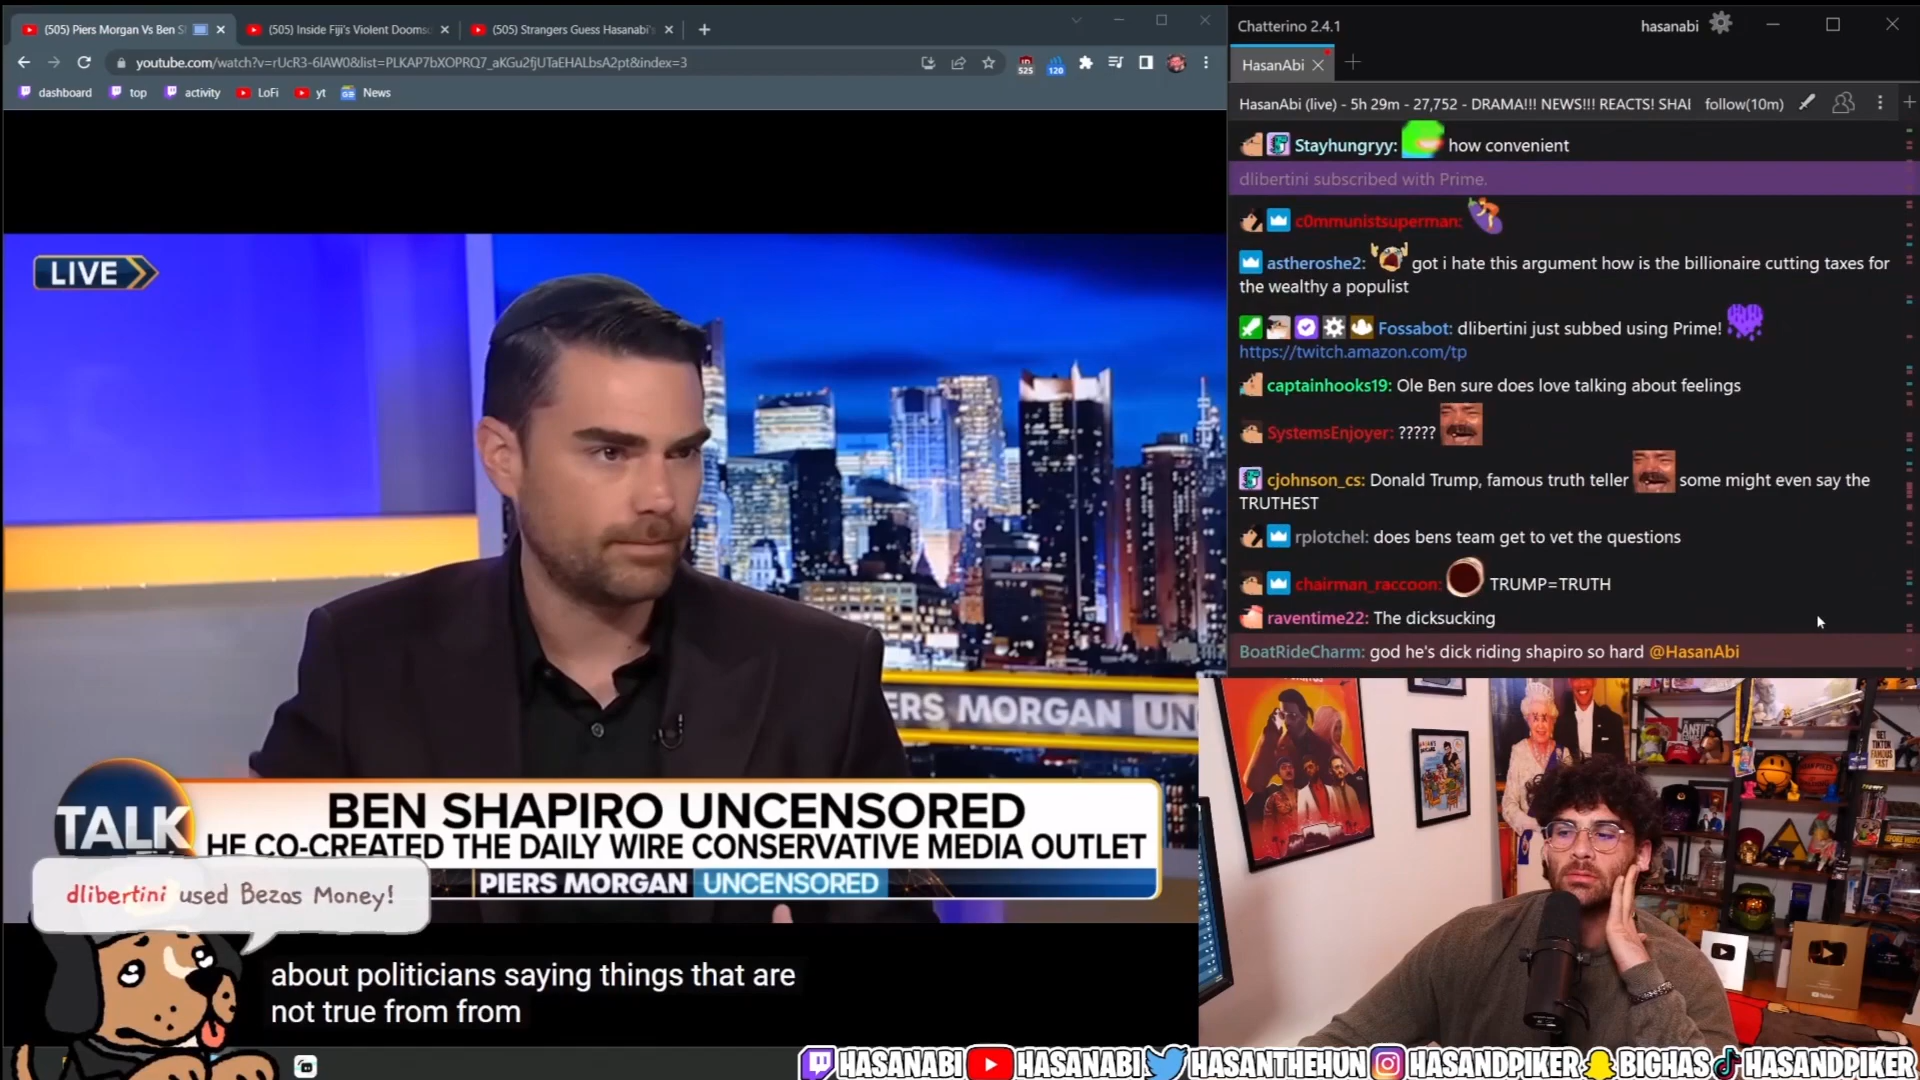 (505) Piers Morgan Vs Ben S
(505) Inside Fiji's Violent Doomsd
(505) Strangers Guess Hasanabi's
youtube.com/watch?v=rUcR3-6lAW0&list=PLKAP7bXOPRQ7_aKGu2fjUTaEHALbsA2pt&index=3
525
120
dashboard
top
activity
LoFi
yt
News
LIVE
ERS MORGAN UN
TALK
BEN SHAPIRO UNCENSORED
HE CO-CREATED THE DAILY WIRE CONSERVATIVE MEDIA OUTLET
PIERS MORGAN UNCENSORED
dlibertini used Bezos Money!
about politicians saying things that are
not true from from
Chatterino 2.4.1
hasanabi
HasanAbi
HasanAbi (live) - 5h 29m - 27,752 - DRAMA!!! NEWS!!! REACTS! SHAI
follow(10m)
Stayhungryy: how convenient
dlibertini subscribed with Prime.
c0mmunistsuperman:
astheroshe2: got i hate this argument how is the billionaire cutting taxes for
the wealthy a populist
Fossabot: dlibertini just subbed using Prime!
https://twitch.amazon.com/tp
captainhooks19: Ole Ben sure does love talking about feelings
SystemsEnjoyer: ?????
cjohnson_cs: Donald Trump, famous truth teller some might even say the
TRUTHEST
rplotchel: does bens team get to vet the questions
chairman_raccoon: TRUMP=TRUTH
raventime22: The dicksucking
BoatRideCharm: god he's dick riding shapiro so hard @HasanAbi
HASANABI
HASANABI
HASANTHEHUN
HASANDPIKER
BIGHAS
HASANDPIKER